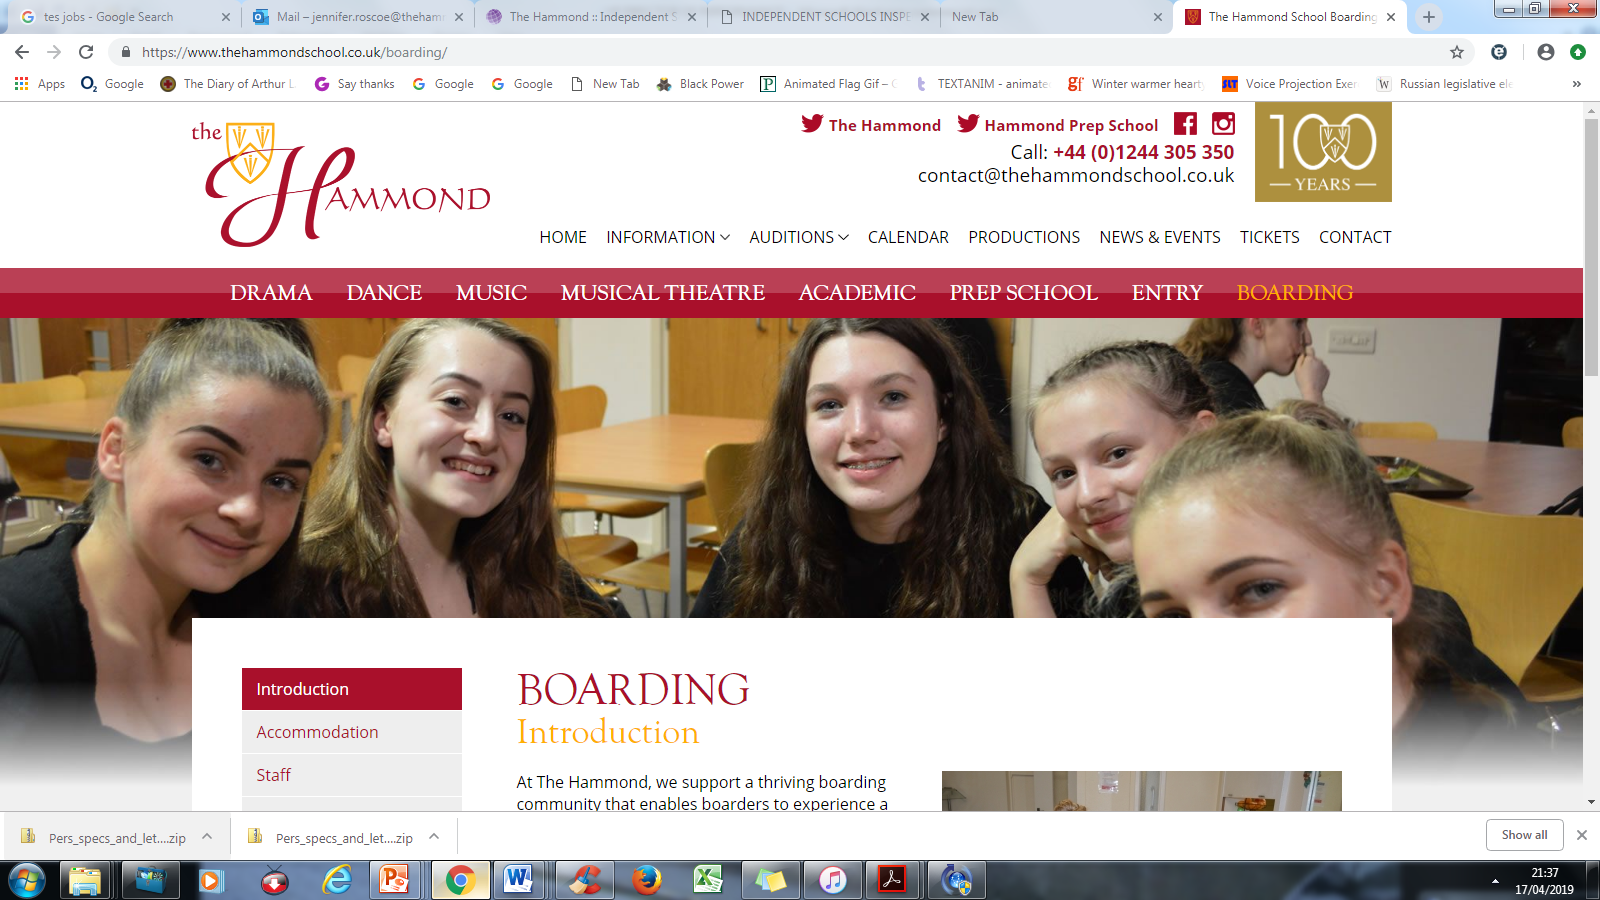 tes jobs - Google Search
Mail – jennifer.roscoe@theham
The Hammond :: Independent S
INDEPENDENT SCHOOLS INSPE
New Tab
The Hammond School Boarding
https://www.thehammondschool.co.uk/boarding/
Apps
O2
Google
The Diary of Arthur L
Say thanks
Google
Google
New Tab
Black Power
P
Animated Flag Gif – C
t
TEXTANIM - animate
gf
Winter warmer heart
Voice Projection Exer
W
Russian legislative ele
»
the
HAMMOND
The Hammond
Hammond Prep School
Call: +44 (0)1244 305 350
contact@thehammondschool.co.uk
100
YEARS
HOME INFORMATION AUDITIONS CALENDAR PRODUCTIONS NEWS & EVENTS TICKETS CONTACT
DRAMA DANCE MUSIC MUSICAL THEATRE ACADEMIC PREP SCHOOL ENTRY BOARDING
Introduction
Accommodation
Staff
BOARDING
Introduction
At The Hammond, we support a thriving boarding
community that enables boarders to experience a
Pers_specs_and_let....zip
Pers_specs_and_let....zip
Show all
21:37
17/04/2019